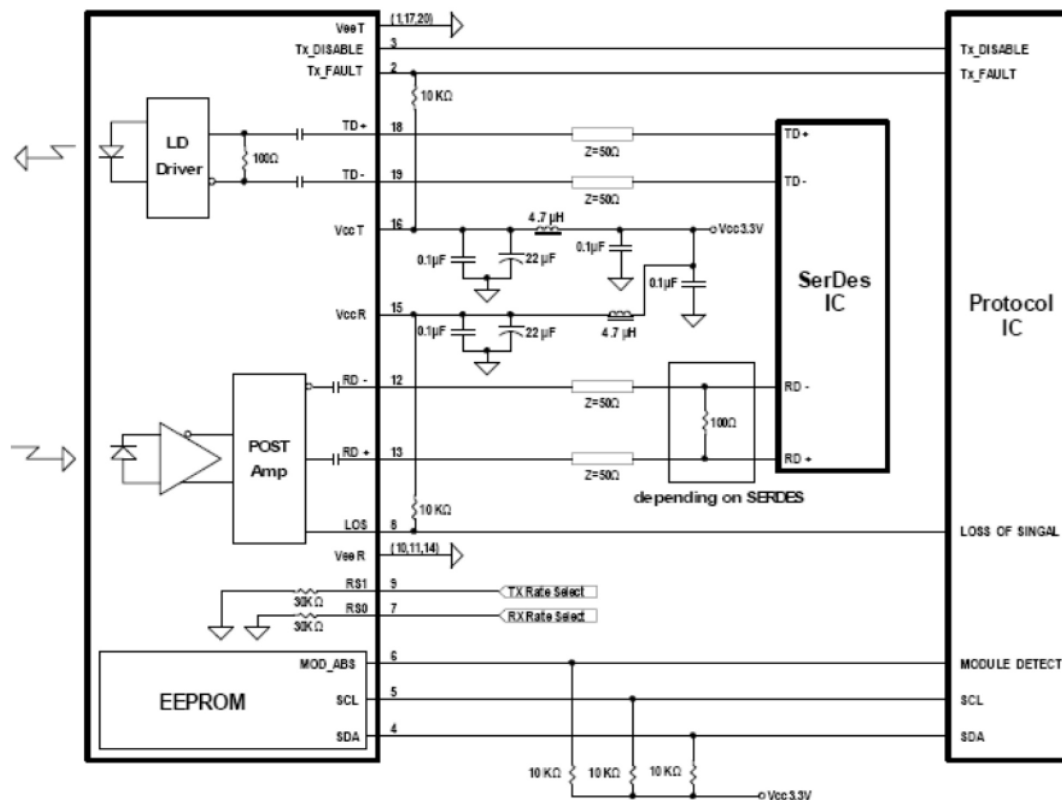 VeeT (1,17,20)
Tx_DISABLE 3 Tx_DISABLE
Tx_FAULT 2 Tx_FAULT
10 KΩ
LD
Driver
100Ω
TD+ 18 TD+
Z=50Ω
TD- 19 TD-
Z=50Ω
VccT 16
4.7 µH
Vcc3.3V
0.1µF 22 µF 0.1µF
0.1µF
SerDes
IC
Protocol
IC
VccR 15
0.1µF 22 µF
4.7 µH
RD - 12 RD -
Z=50Ω
100Ω
POST
Amp
RD + 13 RD +
Z=50Ω
depending on SERDES
10 KΩ
LOS 8 LOSS OF SINGAL
VeeR (10,11,14)
RS1 9 TX Rate Select
30KΩ
RS0 7 RX Rate Select
30KΩ
MOD_ABS 6 MODULE DETECT
EEPROM
SCL 5 SCL
SDA 4 SDA
10 KΩ 10 KΩ 10 KΩ
Vcc3.3V